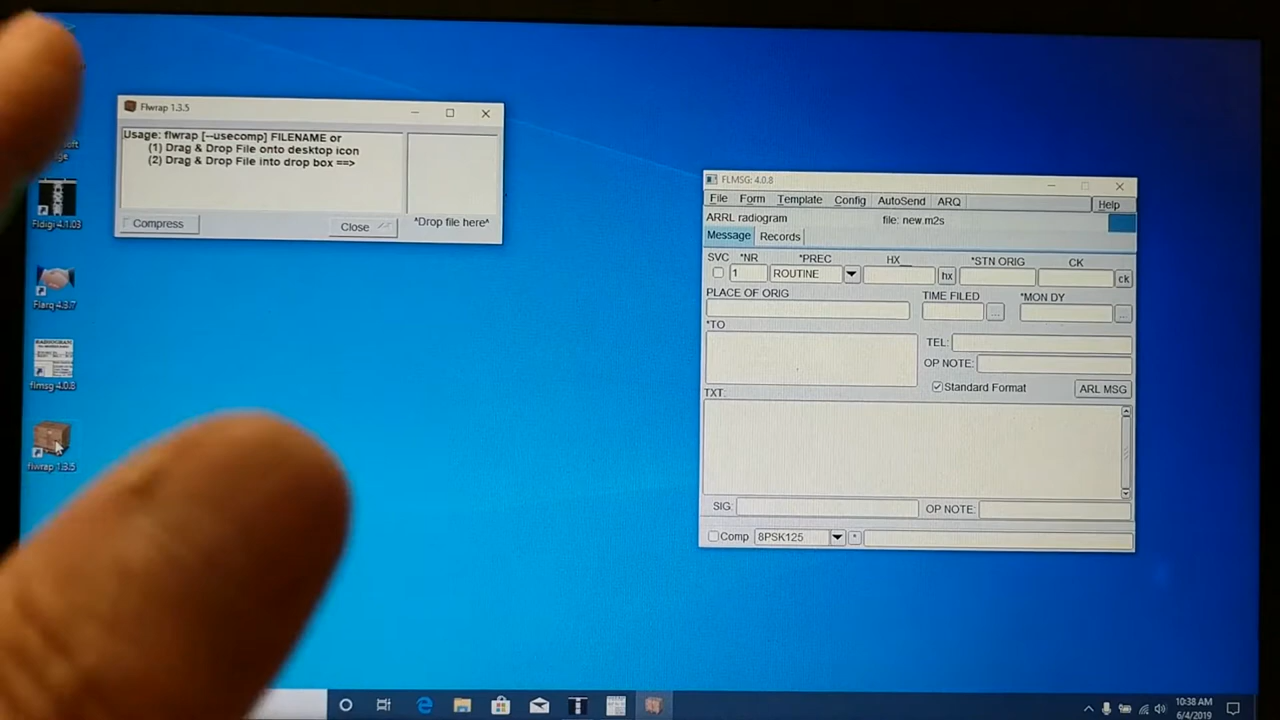 Flwrap 1.3.5
Usage: flwrap [--usecomp] FILENAME or
(1) Drag & Drop File onto desktop icon
(2) Drag & Drop File into drop box ==>
Compress
Close
^Drop file here^
Fldigi 4.1.03
Flarq 4.3.7
RADIOGRAM
flmsg 4.0.8
flwrap 1.3.5
FLMSG: 4.0.8
File Form Template Config AutoSend ARQ Help
ARRL radiogram file: new.m2s
Message Records
SVC *NR *PREC HX__ *STN ORIG CK
1 ROUTINE hx ck
PLACE OF ORIG TIME FILED *MON DY
... ...
*TO
TEL:
OP NOTE:
Standard Format ARL MSG
TXT:
SIG: OP NOTE:
Comp 8PSK125 *
10:38 AM
6/4/2019